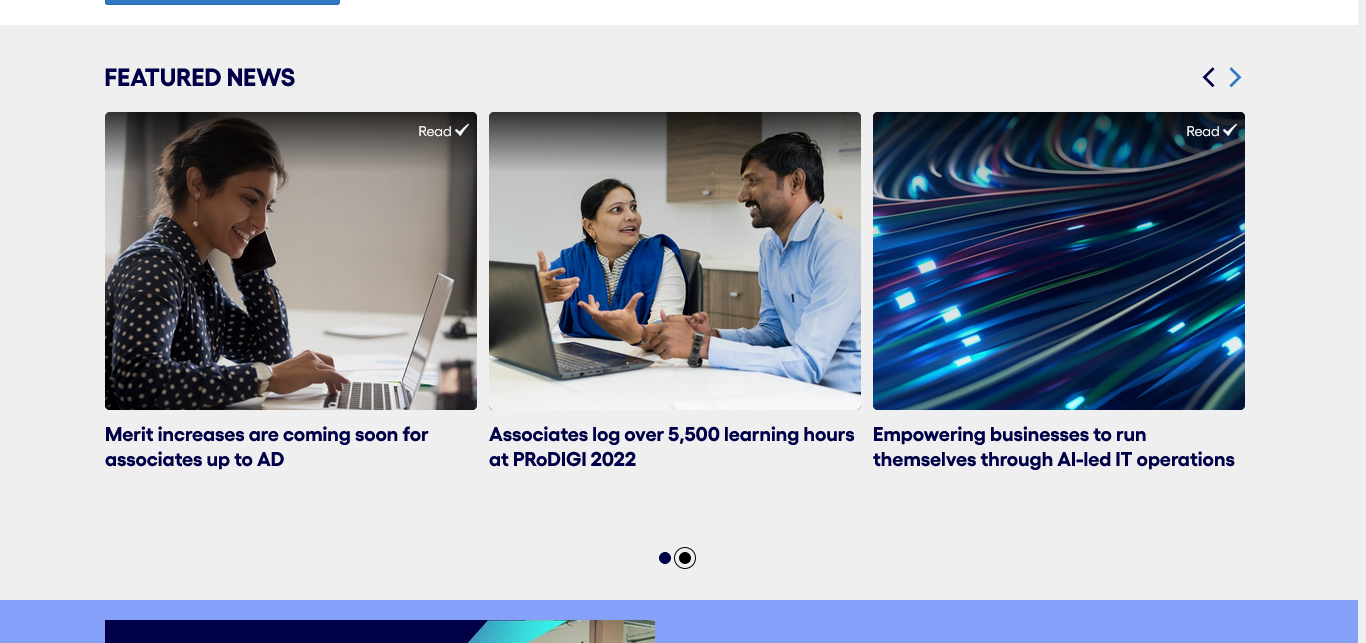 FEATURED NEWS
Read
Read
Merit increases are coming soon for
associates up to AD
Associates log over 5,500 learning hours
at PRoDIGI 2022
Empowering businesses to run
themselves through AI-led IT operations